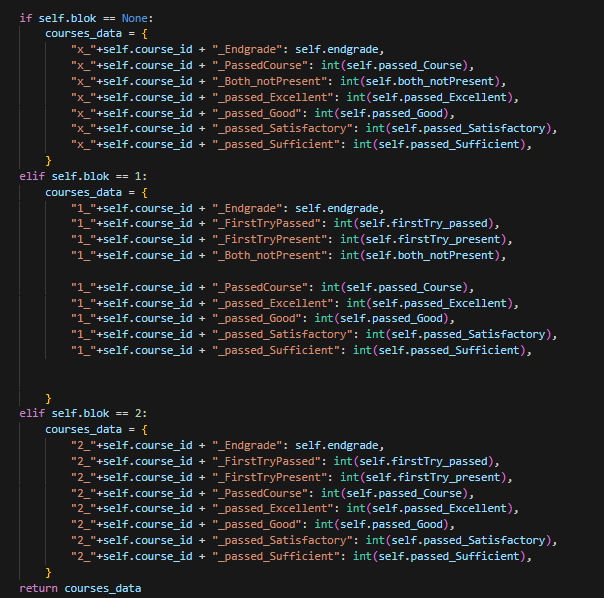 if self.blok == None:
    courses_data = {
        "x_"+self.course_id + "_Endgrade": self.endgrade,
        "x_"+self.course_id + "_PassedCourse": int(self.passed_Course),
        "x_"+self.course_id + "_Both_notPresent": int(self.both_notPresent),
        "x_"+self.course_id + "_passed_Excellent": int(self.passed_Excellent),
        "x_"+self.course_id + "_passed_Good": int(self.passed_Good),
        "x_"+self.course_id + "_passed_Satisfactory": int(self.passed_Satisfactory),
        "x_"+self.course_id + "_passed_Sufficient": int(self.passed_Sufficient),
    }
elif self.blok == 1:
    courses_data = {
        "1_"+self.course_id + "_Endgrade": self.endgrade,
        "1_"+self.course_id + "_FirstTryPassed": int(self.firstTry_passed),
        "1_"+self.course_id + "_FirstTryPresent": int(self.firstTry_present),
        "1_"+self.course_id + "_Both_notPresent": int(self.both_notPresent),

        "1_"+self.course_id + "_PassedCourse": int(self.passed_Course),
        "1_"+self.course_id + "_passed_Excellent": int(self.passed_Excellent),
        "1_"+self.course_id + "_passed_Good": int(self.passed_Good),
        "1_"+self.course_id + "_passed_Satisfactory": int(self.passed_Satisfactory),
        "1_"+self.course_id + "_passed_Sufficient": int(self.passed_Sufficient),


    }
elif self.blok == 2:
    courses_data = {
        "2_"+self.course_id + "_Endgrade": self.endgrade,
        "2_"+self.course_id + "_FirstTryPassed": int(self.firstTry_passed),
        "2_"+self.course_id + "_FirstTryPresent": int(self.firstTry_present),
        "2_"+self.course_id + "_PassedCourse": int(self.passed_Course),
        "2_"+self.course_id + "_passed_Excellent": int(self.passed_Excellent),
        "2_"+self.course_id + "_passed_Good": int(self.passed_Good),
        "2_"+self.course_id + "_passed_Satisfactory": int(self.passed_Satisfactory),
        "2_"+self.course_id + "_passed_Sufficient": int(self.passed_Sufficient),
    }
return courses_data